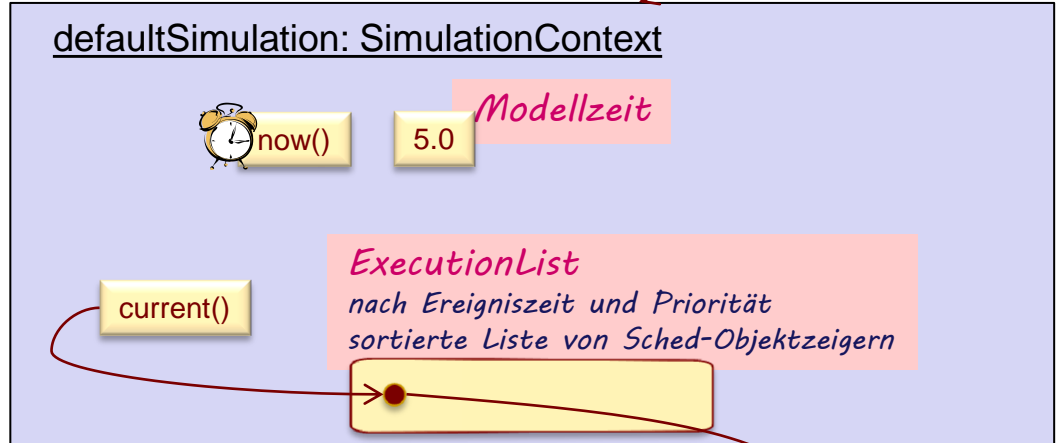 defaultSimulation: SimulationContext
Modellzeit
now()
5.0
ExecutionList
nach Ereigniszeit und Priorität
sortierte Liste von Sched-Objektzeigern
current()